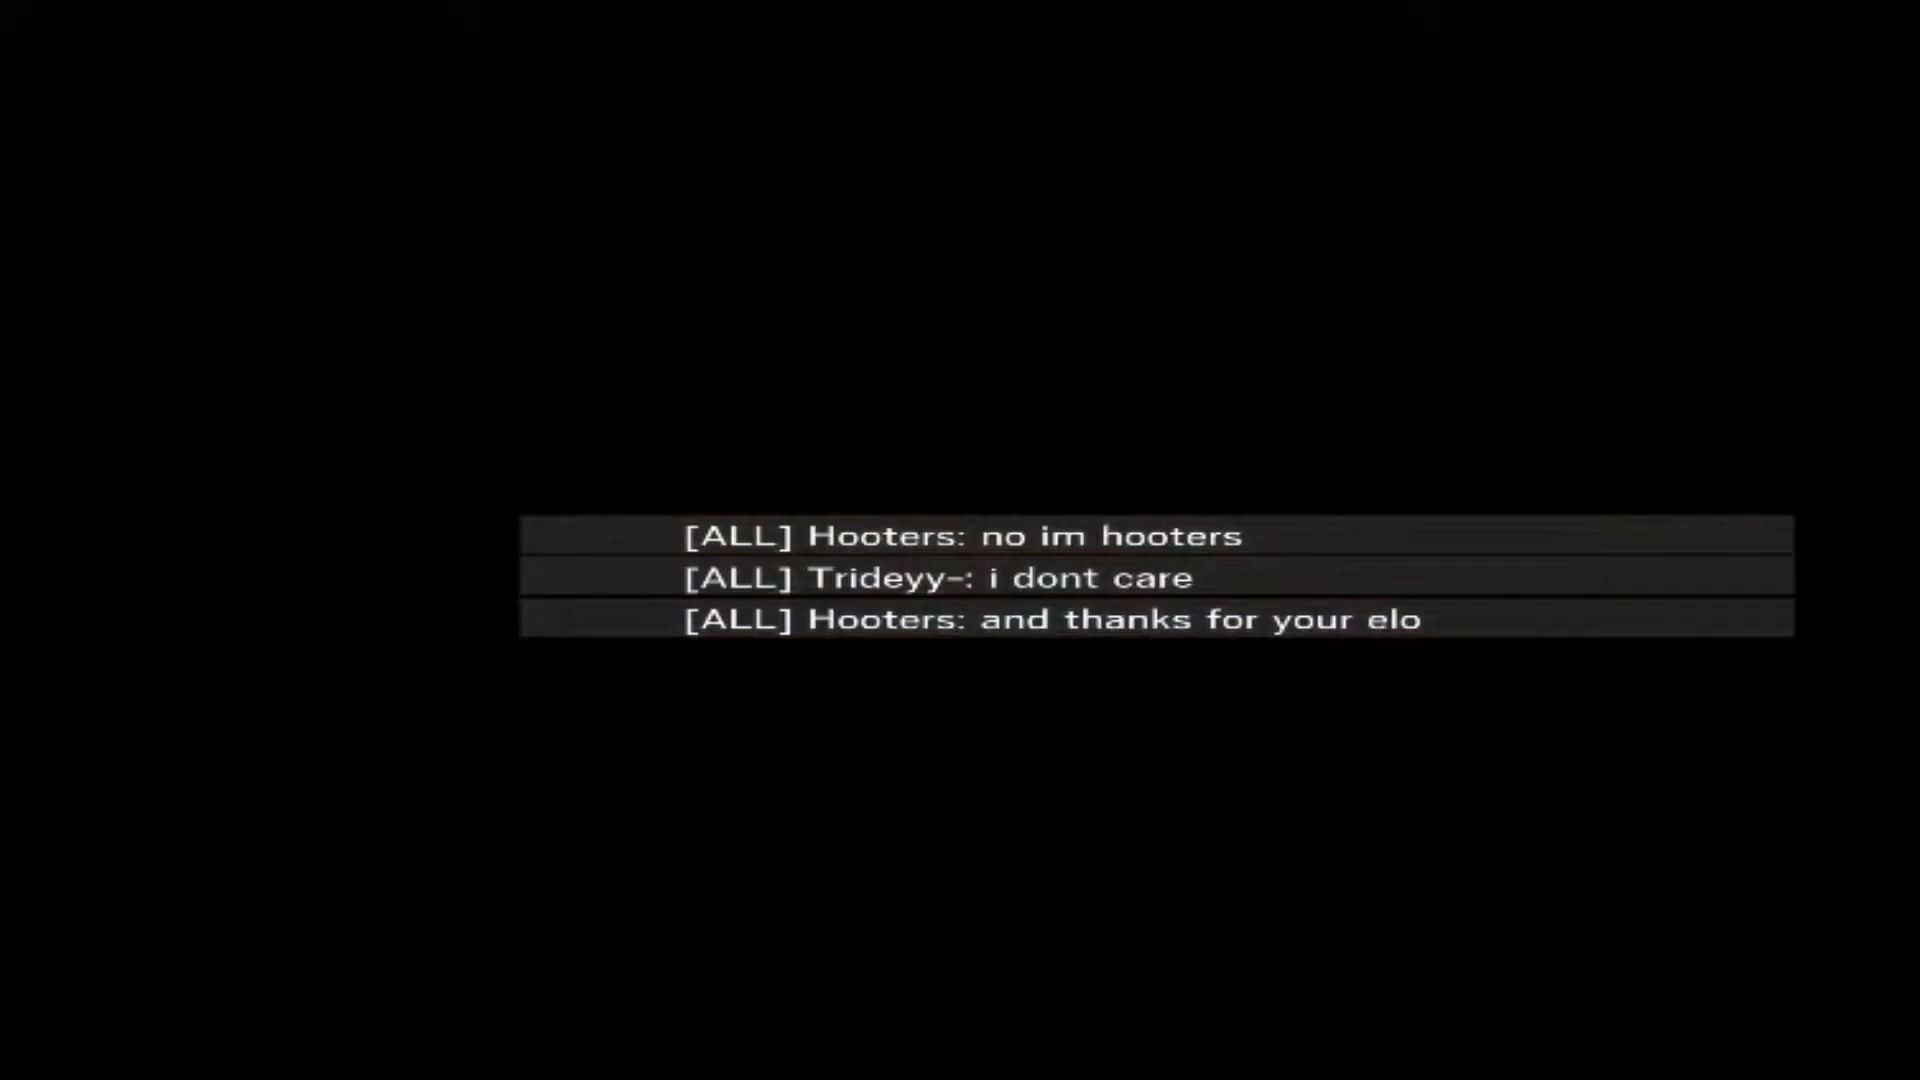 [ALL] Hooters: no im hooters
[ALL] Trideyy-: i dont care
[ALL] Hooters: and thanks for your elo